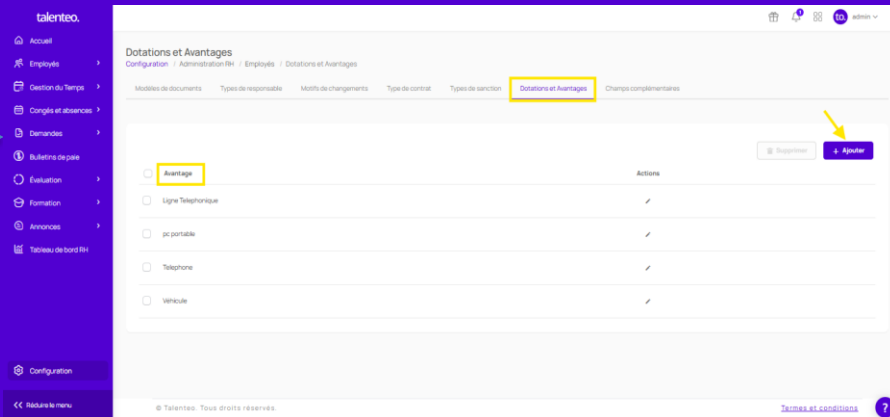 talenteo.
to. admin
Accueil
Employés
Gestion du Temps
Congés et absences
Demandes
Bulletins de paie
Évaluation
Formation
Annonces
Tableau de bord RH
Configuration
Réduire le menu
Dotations et Avantages
Configuration / Administration RH / Employés / Dotations et Avantages
Modèles de documents Types de responsable Motifs de changements Type de contrat Types de sanction Dotations et Avantages Champs complémentaires
Supprimer + Ajouter
Avantage Actions
Ligne Telephonique
pc portable
Telephone
Véhicule
© Talenteo. Tous droits réservés. Termes et conditions ?